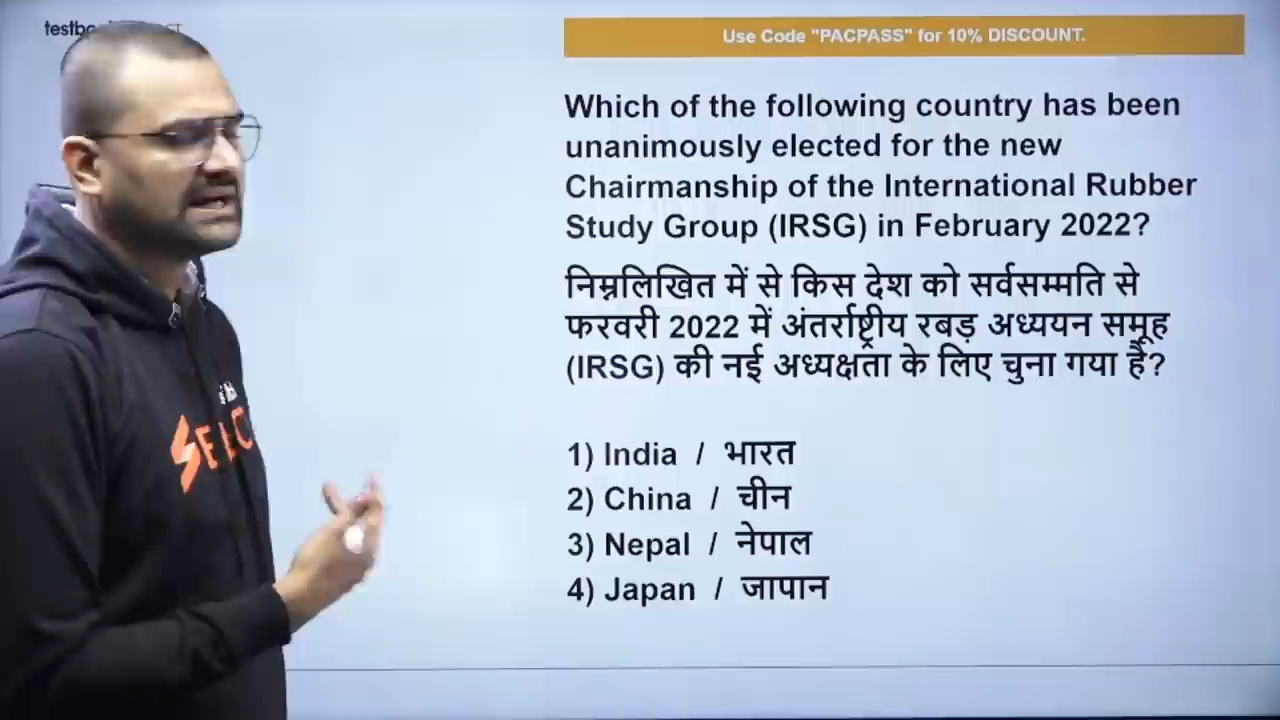 Use Code "PACPASS" for 10% DISCOUNT.
Which of the following country has been
unanimously elected for the new
Chairmanship of the International Rubber
Study Group (IRSG) in February 2022?
निम्नलिखित में से किस देश को सर्वसम्मति से
फरवरी 2022 में अंतर्राष्ट्रीय रबड़ अध्ययन समूह
(IRSG) की नई अध्यक्षता के लिए चुना गया है?
1) India / भारत
2) China / चीन
3) Nepal / नेपाल
4) Japan / जापान